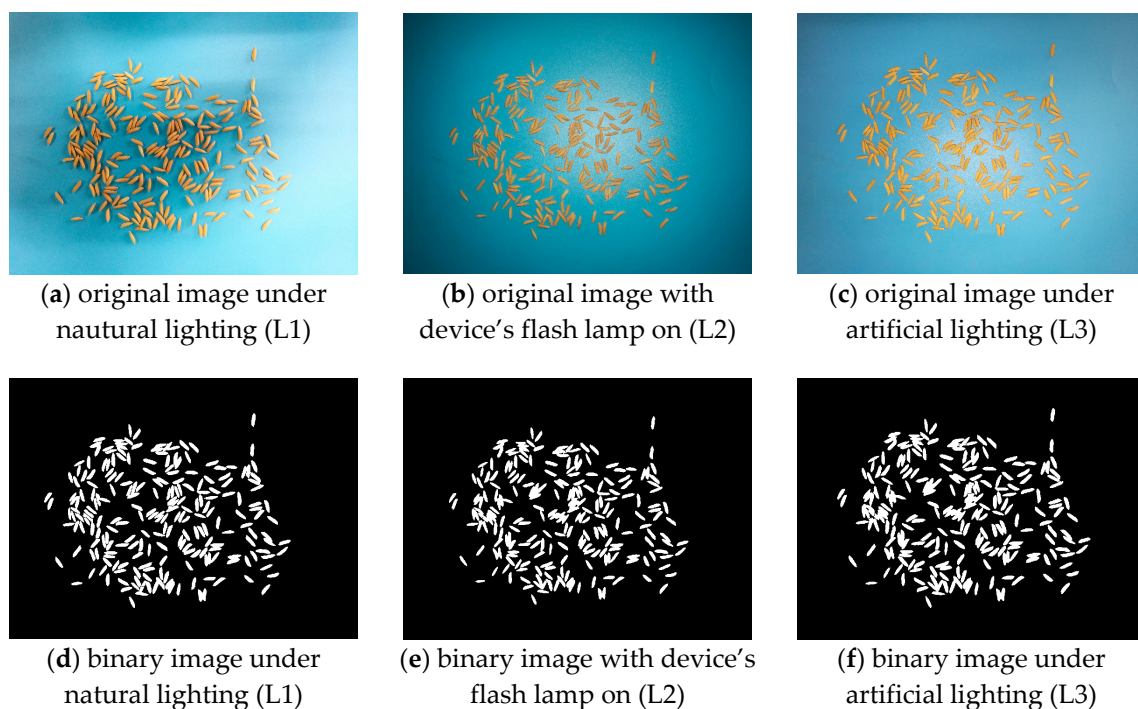 (a) original image under
nautural lighting (L1)
(b) original image with
device's flash lamp on (L2)
(c) original image under
artificial lighting (L3)
(d) binary image under
natural lighting (L1)
(e) binary image with device's
flash lamp on (L2)
(f) binary image under
artificial lighting (L3)